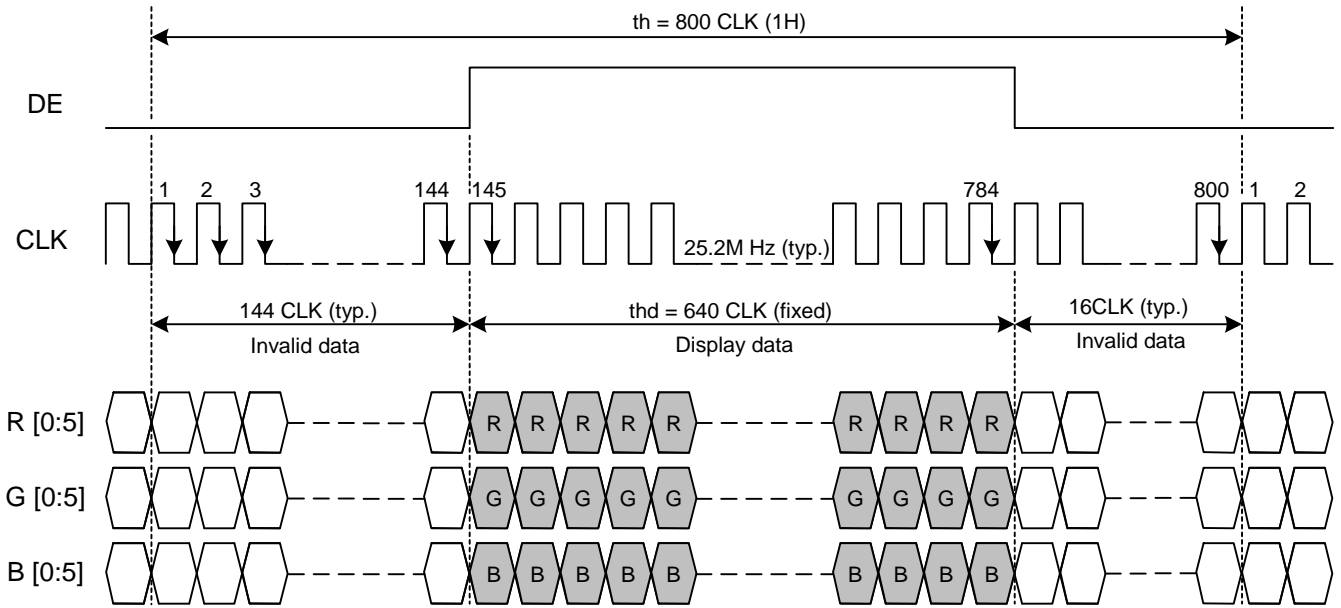 th = 800 CLK (1H)
DE
1 2 3 144 145 784 800 1 2
CLK
25.2M Hz (typ.)
144 CLK (typ.) thd = 640 CLK (fixed) 16CLK (typ.)
Invalid data Display data Invalid data
R [0:5] R R R R R R R R R
G [0:5] G G G G G G G G G
B [0:5] B B B B B B B B B